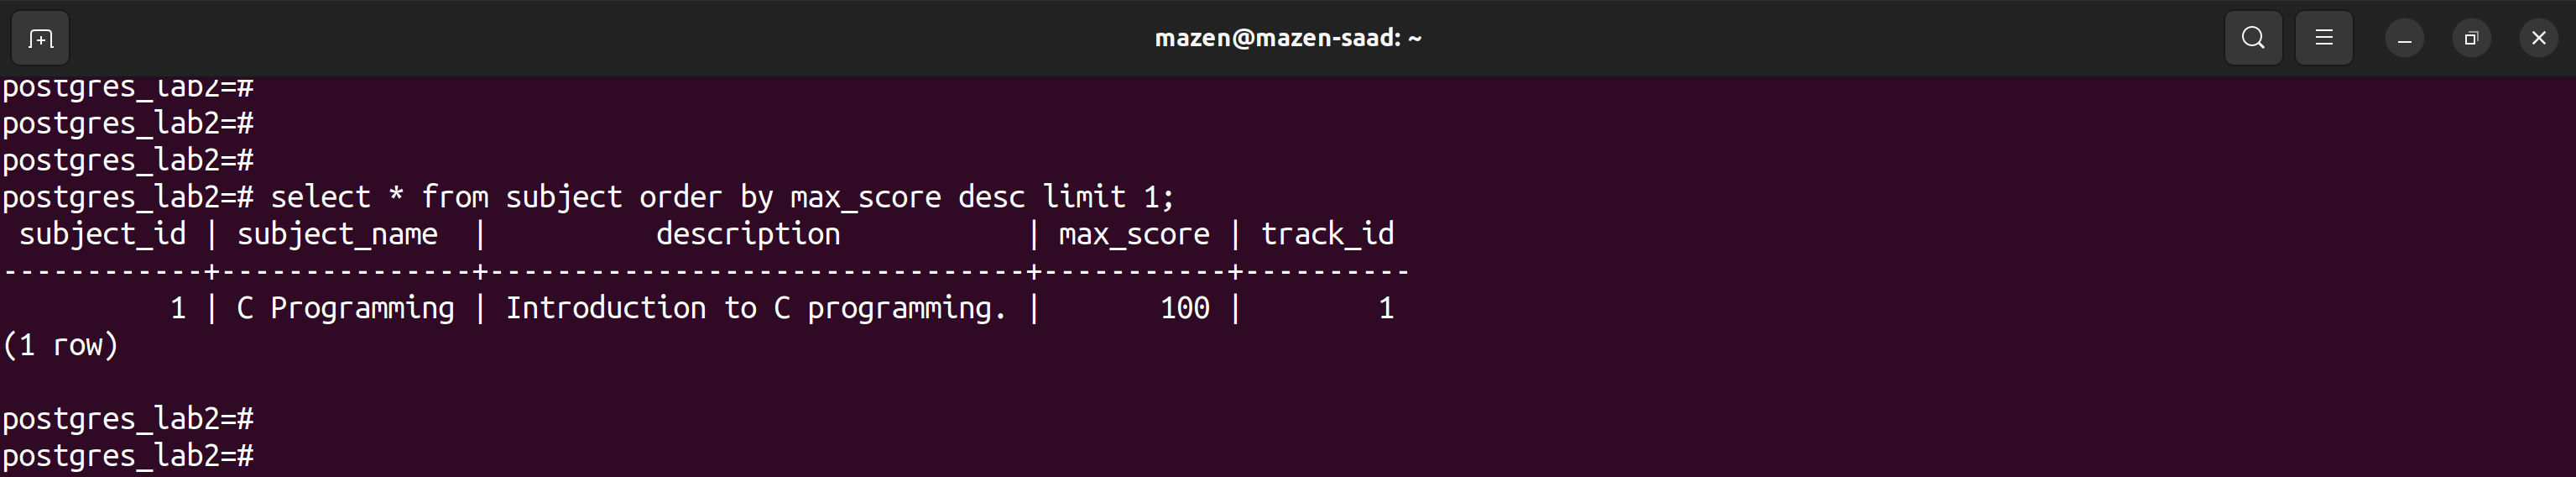 mazen@mazen-saad: ~
postgres_lab2=#
postgres_lab2=#
postgres_lab2=#
postgres_lab2=# select * from subject order by max_score desc limit 1;
 subject_id | subject_name  |          description           | max_score | track_id
------------+---------------+--------------------------------+-----------+----------
          1 | C Programming | Introduction to C programming. |       100 |        1
(1 row)
postgres_lab2=#
postgres_lab2=#